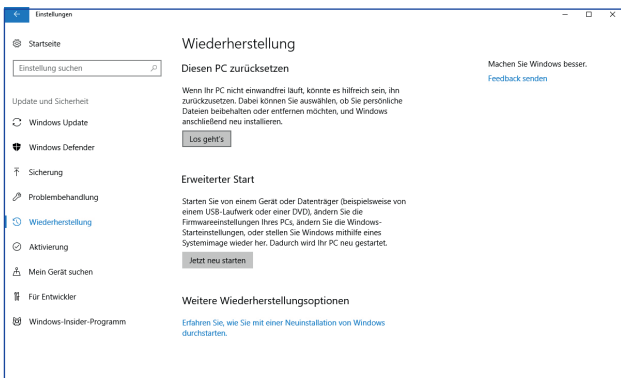 Einstellungen
Startseite
Einstellung suchen
Update und Sicherheit
Windows Update
Windows Defender
Sicherung
Problembehandlung
Wiederherstellung
Aktivierung
Mein Gerät suchen
Für Entwickler
Windows-Insider-Programm
Wiederherstellung
Diesen PC zurücksetzen
Wenn Ihr PC nicht einwandfrei läuft, könnte es hilfreich sein, ihn
zurückzusetzen. Dabei können Sie auswählen, ob Sie persönliche
Dateien beibehalten oder entfernen möchten, und Windows
anschließend neu installieren.
Los geht's
Erweiterter Start
Starten Sie von einem Gerät oder Datenträger (beispielsweise von
einem USB-Laufwerk oder einer DVD), ändern Sie die
Firmwareeinstellungen Ihres PCs, ändern Sie die Windows-
Starteinstellungen, oder stellen Sie Windows mithilfe eines
Systemimage wieder her. Dadurch wird Ihr PC neu gestartet.
Jetzt neu starten
Weitere Wiederherstellungsoptionen
Erfahren Sie, wie Sie mit einer Neuinstallation von Windows
durchstarten.
Machen Sie Windows besser.
Feedback senden